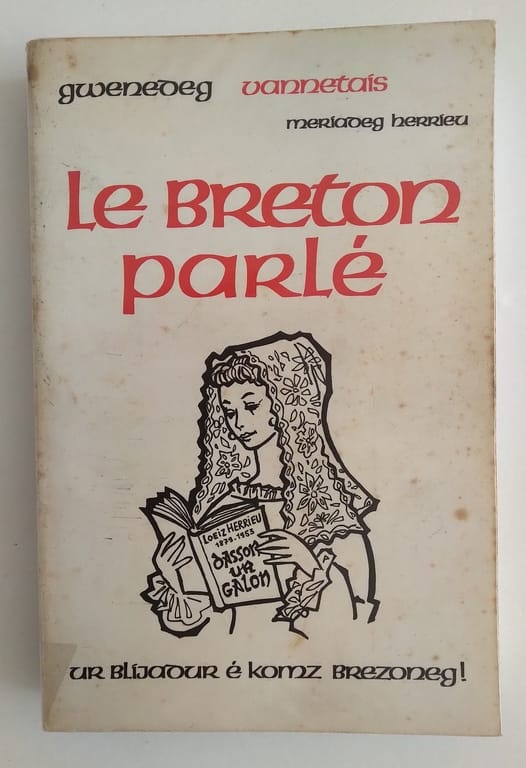 gwenedeg vannetais
meriadeg herrieu
le breton
parlé
LOEIZ HERRIEU
1879-1953
DASSON
UR
GALON
ur blijadur é komz brezoneg!